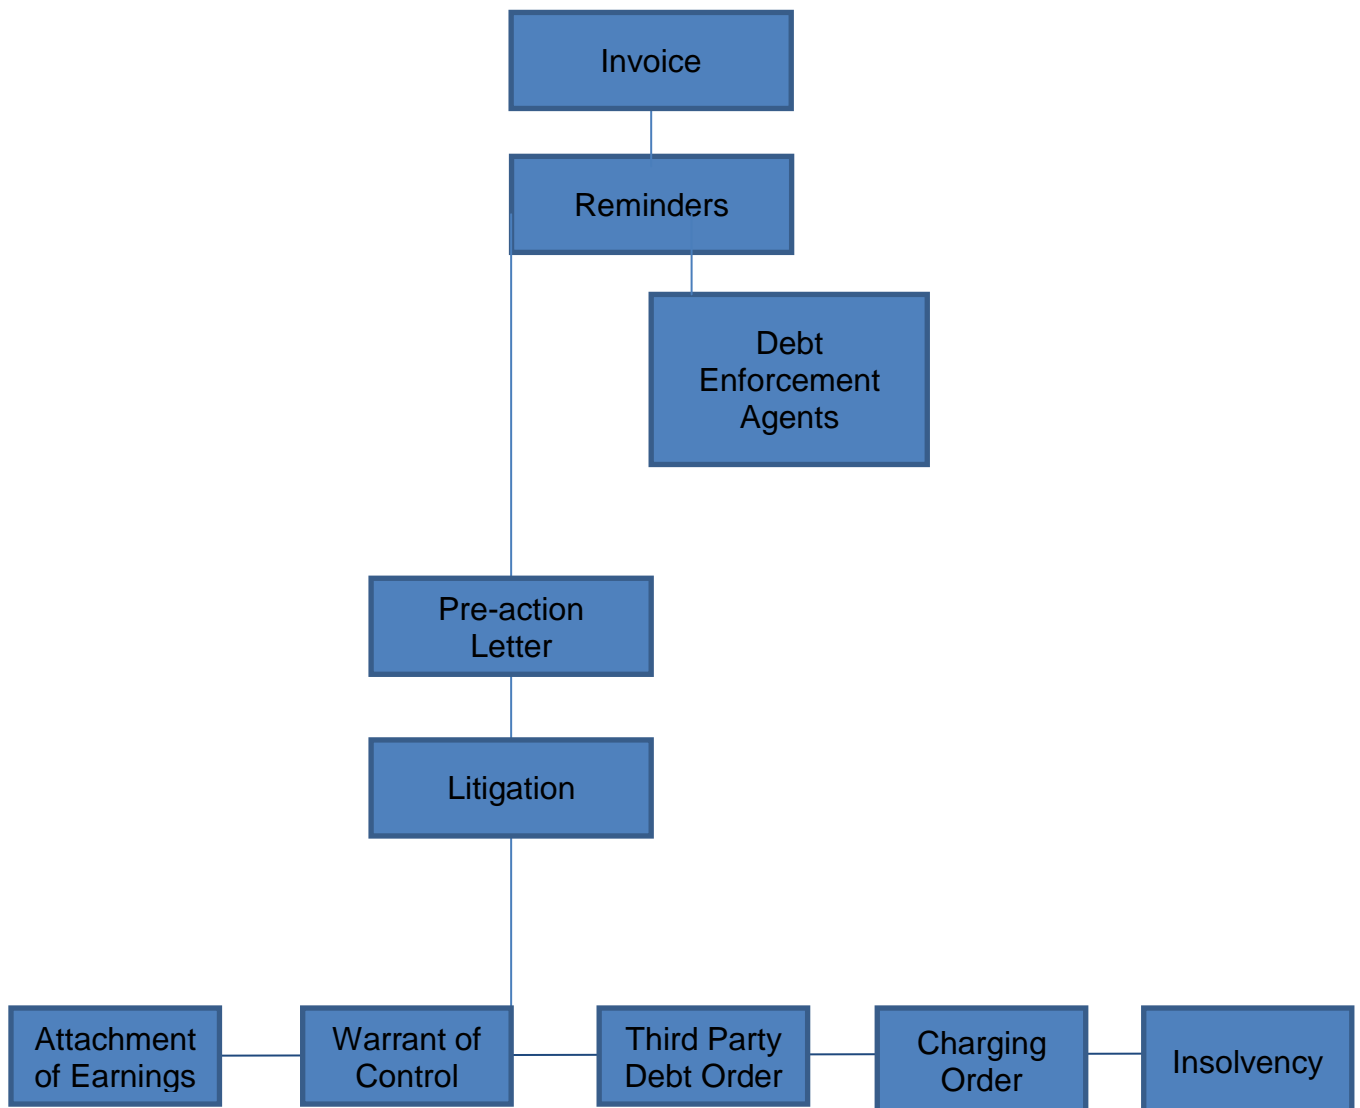 Invoice
Reminders
Debt
Enforcement
Agents
Pre-action
Letter
Litigation
Attachment
of Earnings
Warrant of
Control
Third Party
Debt Order
Charging
Order
Insolvency